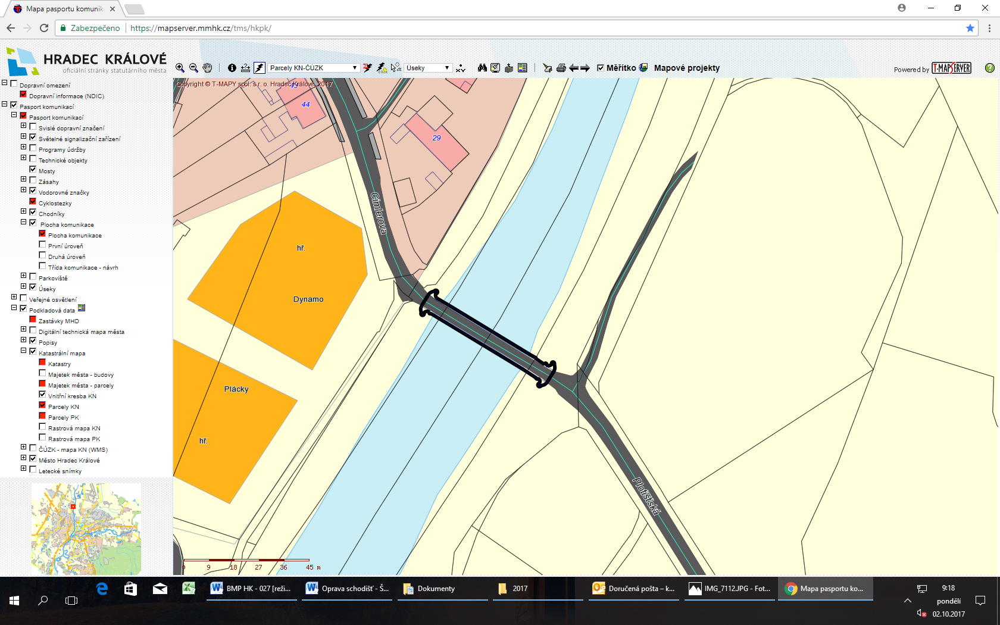 Mapa pasportu komunik
Zabezpečeno
https://mapserver.mmhk.cz/tms/hkpk/
HRADEC KRÁLOVÉ
oficiální stránky statutárního města
Parcely KN-ČÚZK
Úseky
Měřítko
Mapové projekty
Powered by T-MAPSERVER
Dopravní omezení
Dopravní informace (NDIC)
Pasport komunikací
Pasport komunikací
Svislé dopravní značení
Světelné signalizační zařízení
Programy údržby
Technické objekty
Mosty
Zásahy
Vodorovné značky
Cyklostezky
Chodníky
Plocha komunikace
Plocha komunikace
První úroveň
Druhá úroveň
Třída komunikace - návrh
Parkoviště
Úseky
Veřejné osvětlení
Podkladová data
Zastávky MHD
Digitální technická mapa města
Popisy
Katastrální mapa
Katastry
Majetek města - budovy
Majetek města - parcely
Vnitřní kresba KN
Parcely KN
Parcely PK
Rastrová mapa KN
Rastrová mapa PK
ČÚZK - mapa KN (WMS)
Město Hradec Králové
Letecké snímky
Copyright © T-MAPY spol. s r. o. Hradec Králové, 2017
44
29
Cimlerova
hř.
Dynamo
Plácky
hř.
Plotišťská
0 9 18 27 36 45 m
BMP HK - 027 [reži...
Oprava schodišť - Š...
Dokumenty
2017
Doručená pošta – k...
IMG_7112.JPG - Fot...
Mapa pasportu ko...
9:18
pondělí
02.10.2017